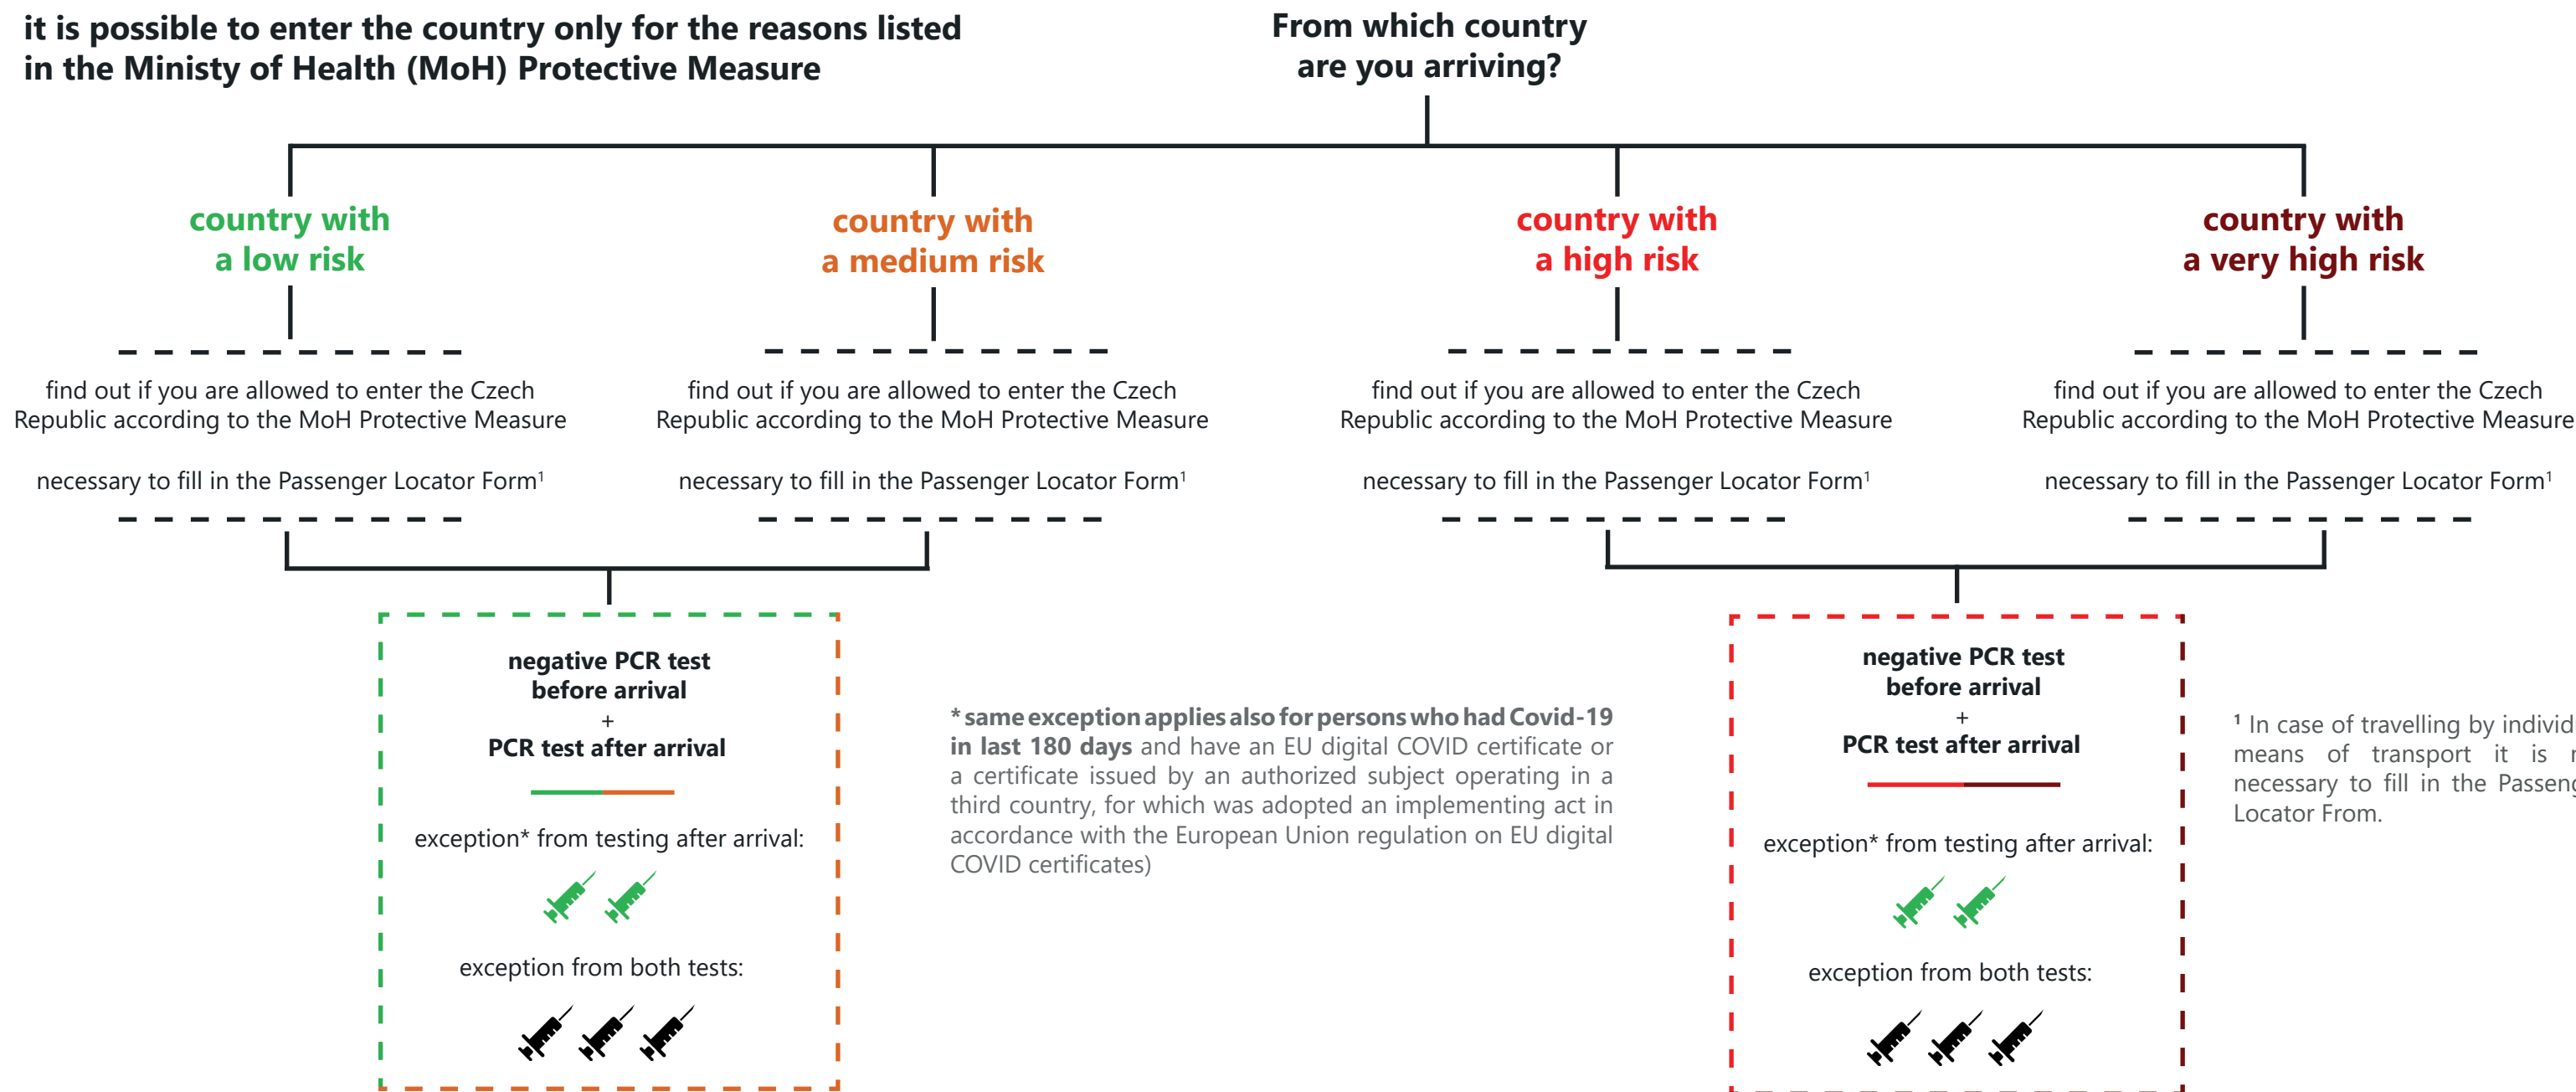 it is possible to enter the country only for the reasons listed
in the Ministy of Health (MoH) Protective Measure
From which country
are you arriving?
country with
a low risk
country with
a medium risk
country with
a high risk
country with
a very high risk
find out if you are allowed to enter the Czech
Republic according to the MoH Protective Measure
necessary to fill in the Passenger Locator Form¹
find out if you are allowed to enter the Czech
Republic according to the MoH Protective Measure
necessary to fill in the Passenger Locator Form¹
find out if you are allowed to enter the Czech
Republic according to the MoH Protective Measure
necessary to fill in the Passenger Locator Form¹
find out if you are allowed to enter the Czech
Republic according to the MoH Protective Measure
necessary to fill in the Passenger Locator Form¹
negative PCR test
before arrival
+
PCR test after arrival
exception* from testing after arrival:
exception from both tests:
* same exception applies also for persons who had Covid-19
in last 180 days and have an EU digital COVID certificate or
a certificate issued by an authorized subject operating in a
third country, for which was adopted an implementing act in
accordance with the European Union regulation on EU digital
COVID certificates)
negative PCR test
before arrival
+
PCR test after arrival
exception* from testing after arrival:
exception from both tests:
¹ In case of travelling by
means of transport it is
necessary to fill in the
Locator From.